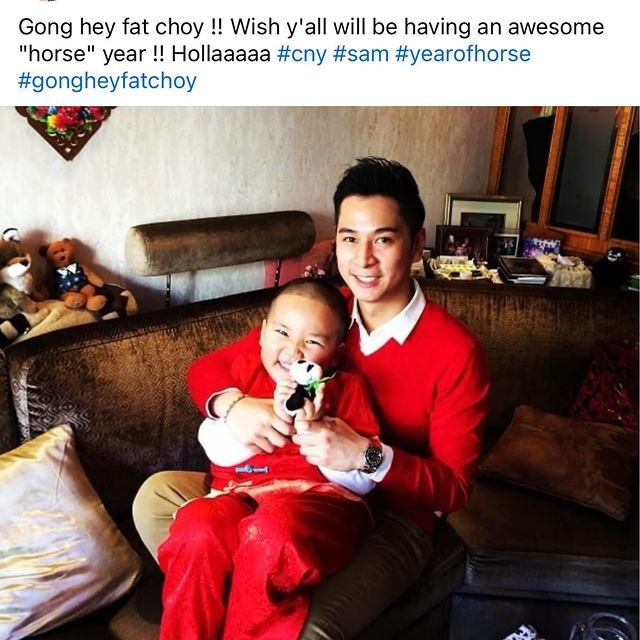 Gong hey fat choy !! Wish y'all will be having an awesome
"horse" year !! Hollaaaaa #cny #sam #yearofhorse
#gongheyfatchoy